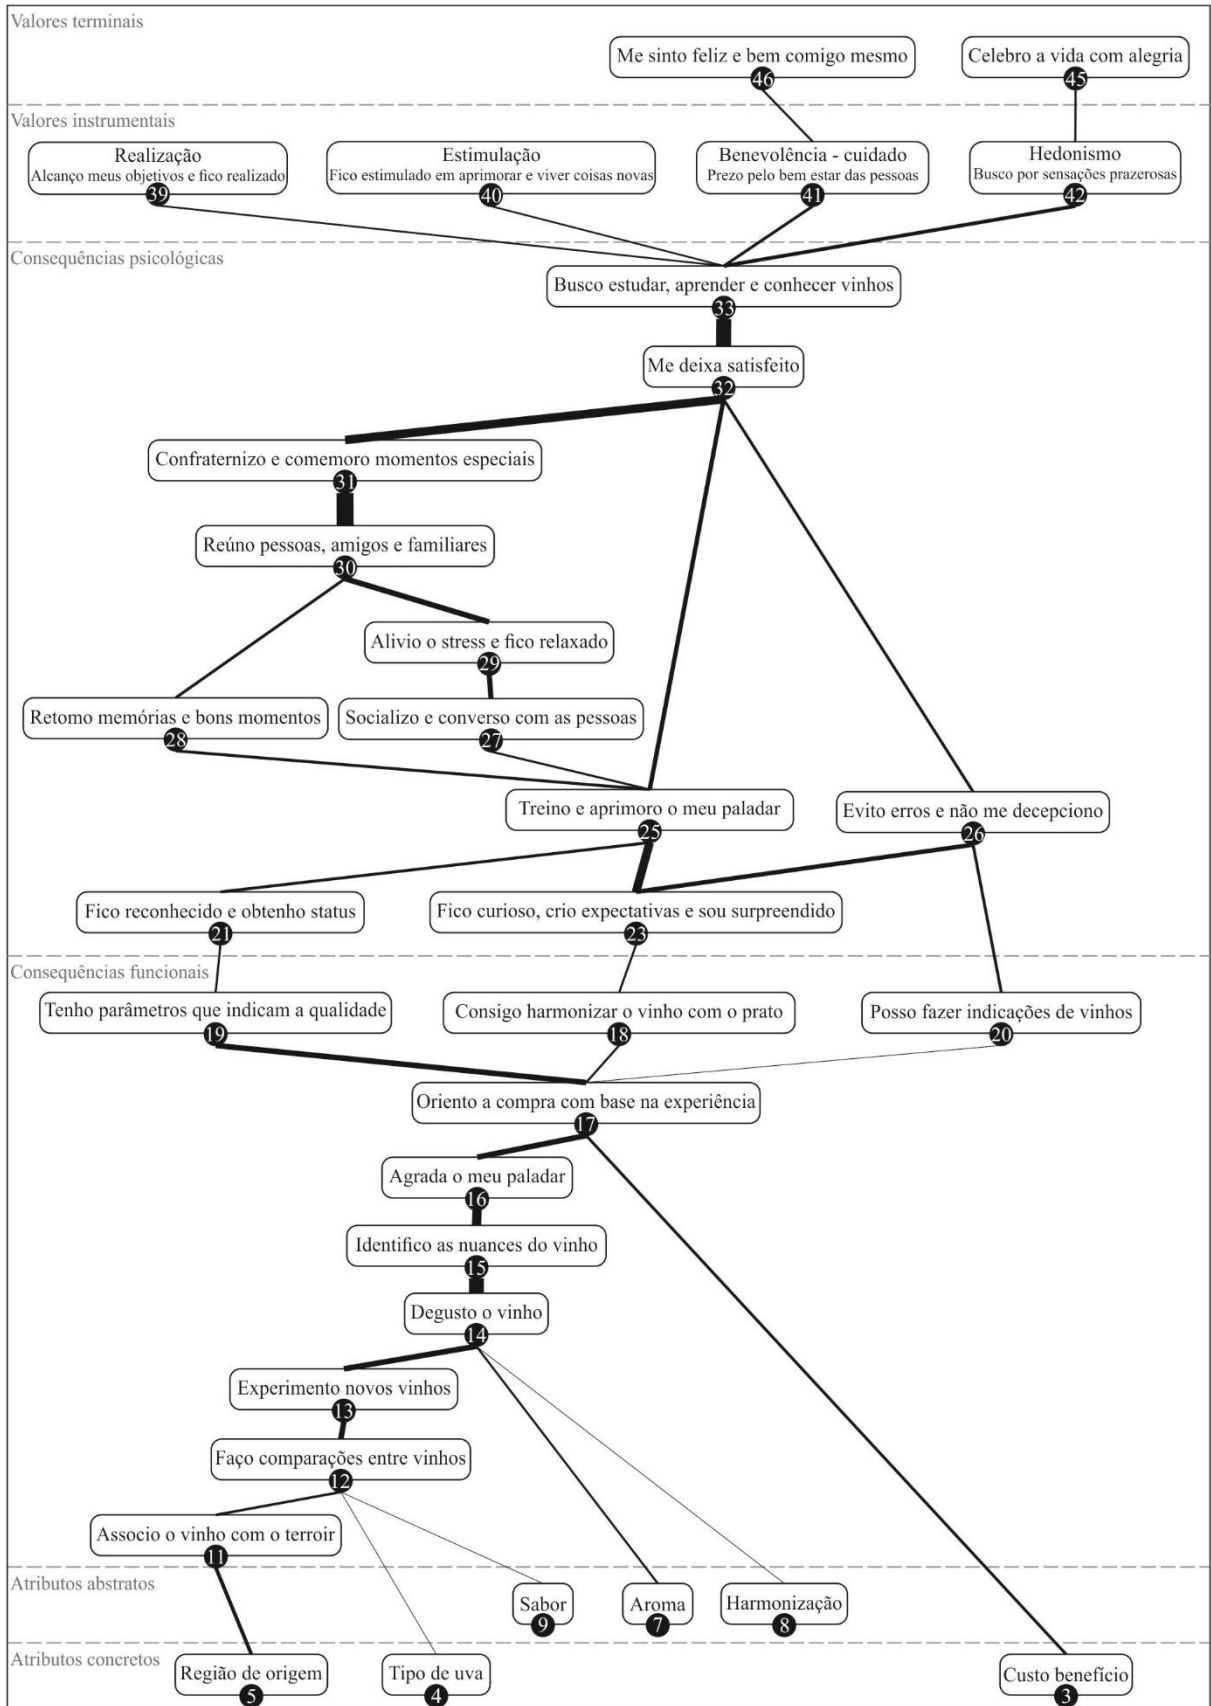 Valores terminais
Me sinto feliz e bem comigo mesmo
46
Celebro a vida com alegria
45
Valores instrumentais
Realização
Alcanço meus objetivos e fico realizado
39
Estimulação
Fico estimulado em aprimorar e viver coisas novas
40
Benevolência - cuidado
Prezo pelo bem estar das pessoas
41
Hedonismo
Busco por sensações prazerosas
42
Consequências psicológicas
Busco estudar, aprender e conhecer vinhos
33
Me deixa satisfeito
32
Confraternizo e comemoro momentos especiais
31
Reúno pessoas, amigos e familiares
30
Alivio o stress e fico relaxado
29
Retomo memórias e bons momentos
28
Socializo e converso com as pessoas
27
Treino e aprimoro o meu paladar
25
Evito erros e não me decepciono
26
Fico reconhecido e obtenho status
21
Fico curioso, crio expectativas e sou surpreendido
23
Consequências funcionais
Tenho parâmetros que indicam a qualidade
19
Consigo harmonizar o vinho com o prato
18
Posso fazer indicações de vinhos
20
Oriento a compra com base na experiência
17
Agrada o meu paladar
16
Identifico as nuances do vinho
15
Degusto o vinho
14
Experimento novos vinhos
13
Faço comparações entre vinhos
12
Associo o vinho com o terroir
11
Atributos abstratos
Sabor
9
Aroma
7
Harmonização
8
Atributos concretos
Região de origem
5
Tipo de uva
4
Custo benefício
3